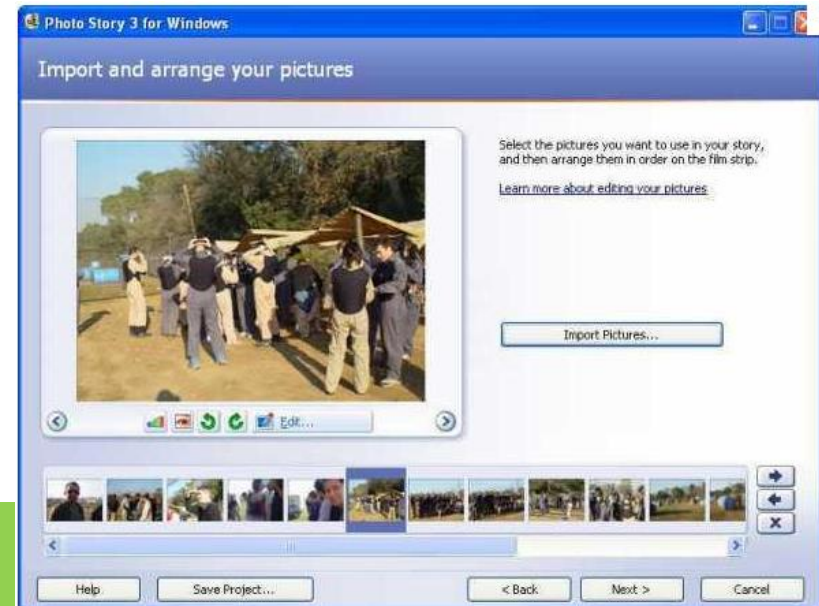 Photo Story 3 for Windows
Import and arrange your pictures
Select the pictures you want to use in your story,
and then arrange them in order on the film strip.
Learn more about editing your pictures
Import Pictures...
Edit...
Help
Save Project...
< Back
Next >
Cancel